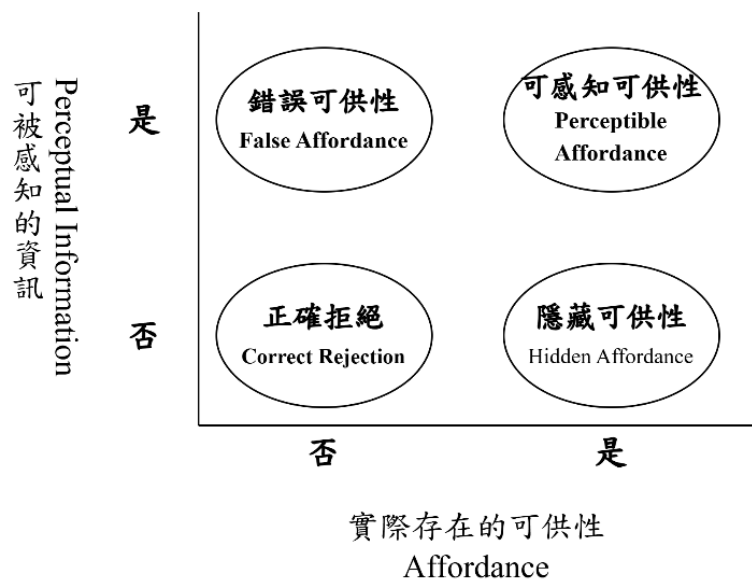 可被感知的資訊
Perceptual Information
是
錯誤可供性
False Affordance
可感知可供性
Perceptible
Affordance
否
正確拒絕
Correct Rejection
隱藏可供性
Hidden Affordance
否
是
實際存在的可供性
Affordance